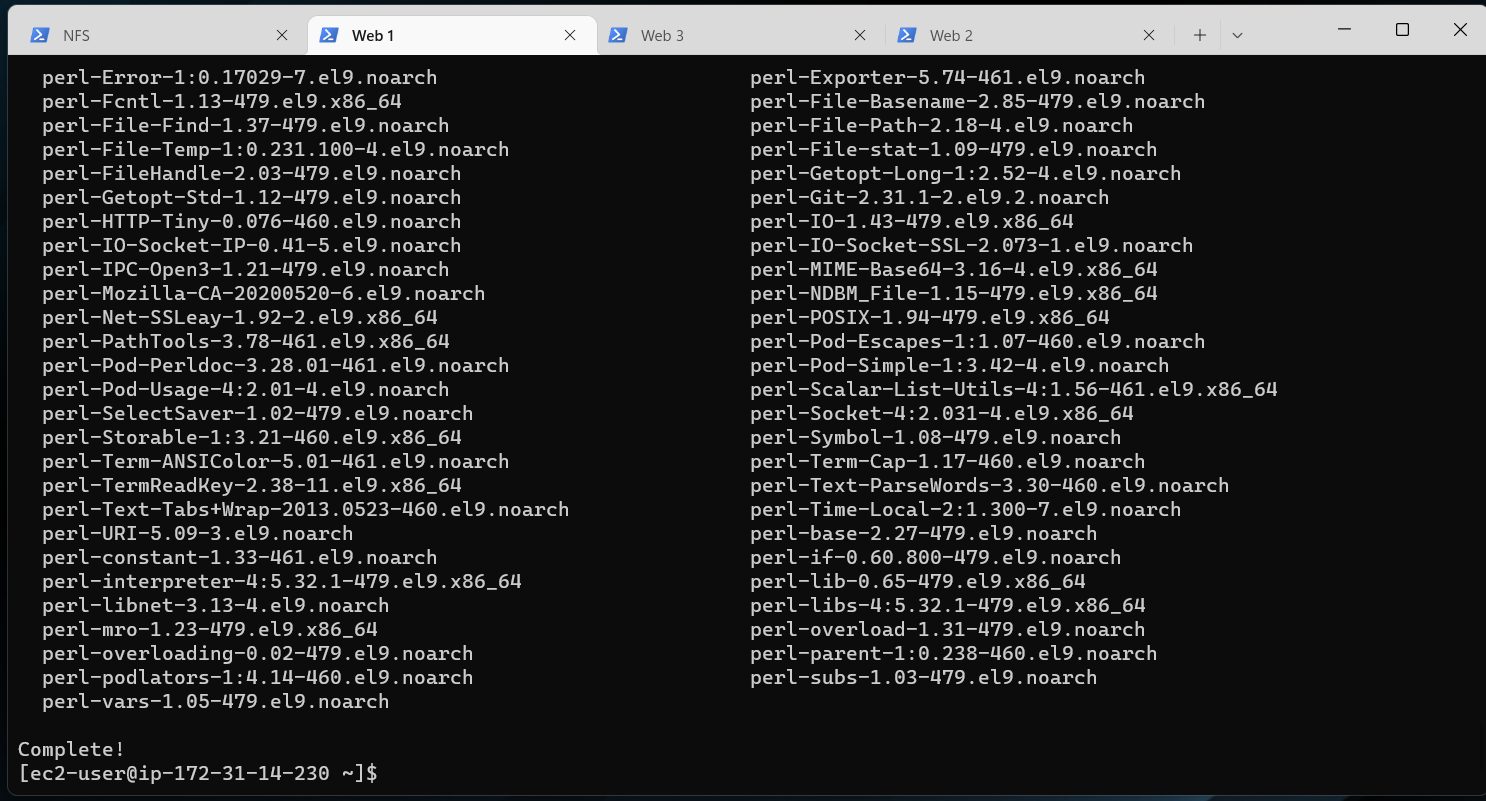 NFS Web 1 Web 3 Web 2
perl-Error-1:0.17029-7.el9.noarch perl-Exporter-5.74-461.el9.noarch
perl-Fcntl-1.13-479.el9.x86_64 perl-File-Basename-2.85-479.el9.noarch
perl-File-Find-1.37-479.el9.noarch perl-File-Path-2.18-4.el9.noarch
perl-File-Temp-1:0.231.100-4.el9.noarch perl-File-stat-1.09-479.el9.noarch
perl-FileHandle-2.03-479.el9.noarch perl-Getopt-Long-1:2.52-4.el9.noarch
perl-Getopt-Std-1.12-479.el9.noarch perl-Git-2.31.1-2.el9.2.noarch
perl-HTTP-Tiny-0.076-460.el9.noarch perl-IO-1.43-479.el9.x86_64
perl-IO-Socket-IP-0.41-5.el9.noarch perl-IO-Socket-SSL-2.073-1.el9.noarch
perl-IPC-Open3-1.21-479.el9.noarch perl-MIME-Base64-3.16-4.el9.x86_64
perl-Mozilla-CA-20200520-6.el9.noarch perl-NDBM_File-1.15-479.el9.x86_64
perl-Net-SSLeay-1.92-2.el9.x86_64 perl-POSIX-1.94-479.el9.x86_64
perl-PathTools-3.78-461.el9.x86_64 perl-Pod-Escapes-1:1.07-460.el9.noarch
perl-Pod-Perldoc-3.28.01-461.el9.noarch perl-Pod-Simple-1:3.42-4.el9.noarch
perl-Pod-Usage-4:2.01-4.el9.noarch perl-Scalar-List-Utils-4:1.56-461.el9.x86_64
perl-SelectSaver-1.02-479.el9.noarch perl-Socket-4:2.031-4.el9.x86_64
perl-Storable-1:3.21-460.el9.x86_64 perl-Symbol-1.08-479.el9.noarch
perl-Term-ANSIColor-5.01-461.el9.noarch perl-Term-Cap-1.17-460.el9.noarch
perl-TermReadKey-2.38-11.el9.x86_64 perl-Text-ParseWords-3.30-460.el9.noarch
perl-Text-Tabs+Wrap-2013.0523-460.el9.noarch perl-Time-Local-2:1.300-7.el9.noarch
perl-URI-5.09-3.el9.noarch perl-base-2.27-479.el9.noarch
perl-constant-1.33-461.el9.noarch perl-if-0.60.800-479.el9.noarch
perl-interpreter-4:5.32.1-479.el9.x86_64 perl-lib-0.65-479.el9.x86_64
perl-libnet-3.13-4.el9.noarch perl-libs-4:5.32.1-479.el9.x86_64
perl-mro-1.23-479.el9.x86_64 perl-overload-1.31-479.el9.noarch
perl-overloading-0.02-479.el9.noarch perl-parent-1:0.238-460.el9.noarch
perl-podlators-1:4.14-460.el9.noarch perl-subs-1.03-479.el9.noarch
perl-vars-1.05-479.el9.noarch
Complete!
[ec2-user@ip-172-31-14-230 ~]$